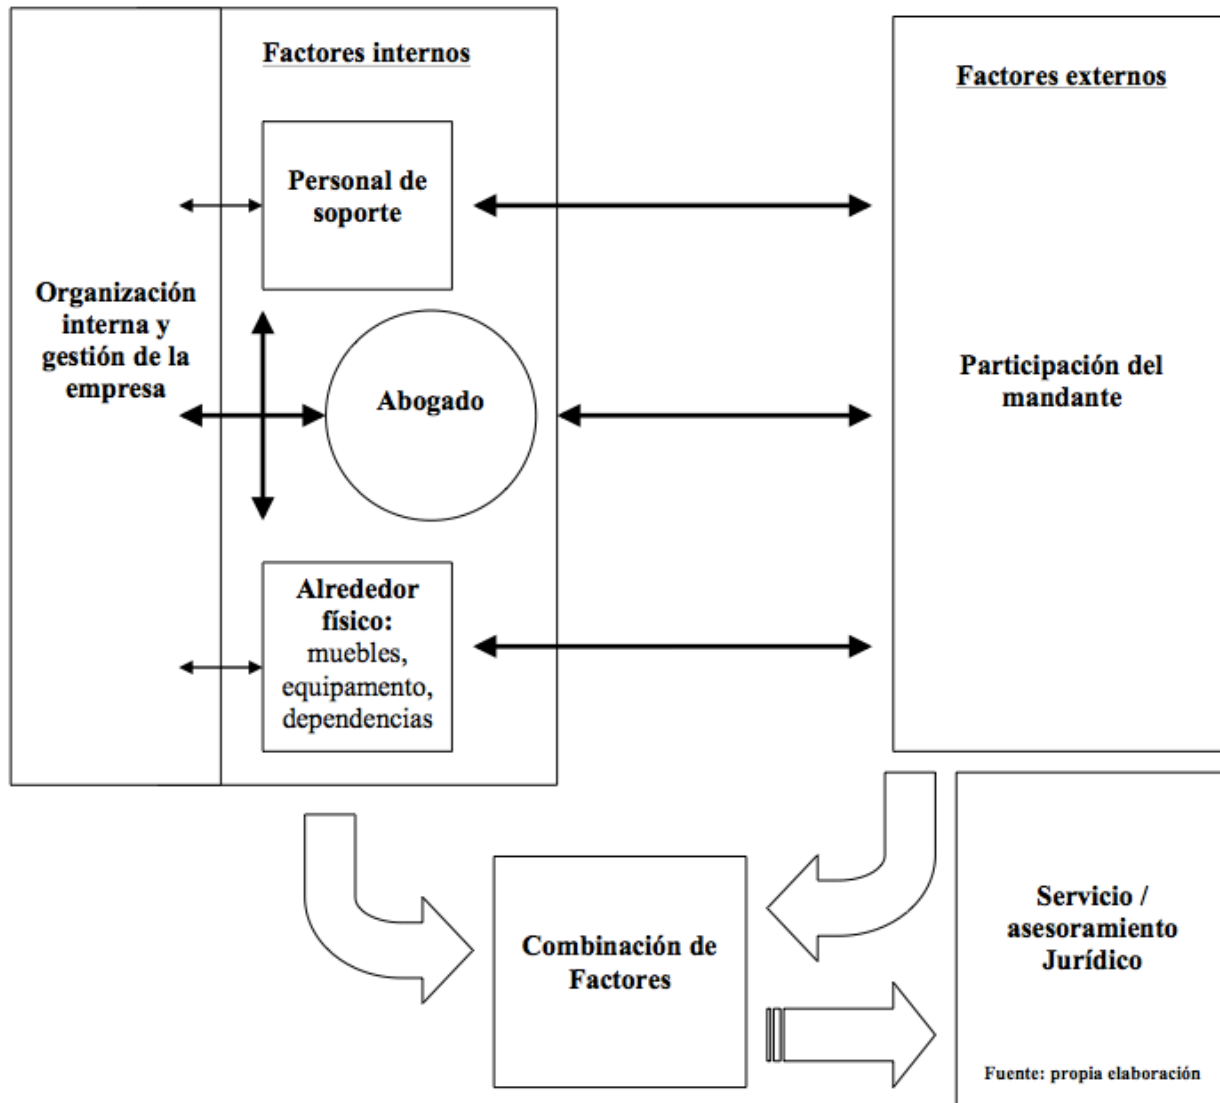 Factores internos
Factores externos
Personal de
soporte
Organización
interna y
gestión de la
empresa
Abogado
Participación del
mandante
Alrededor
físico:
muebles,
equipamento,
dependencias
Combinación de
Factores
Servicio /
asesoramiento
Jurídico
Fuente: propia elaboración